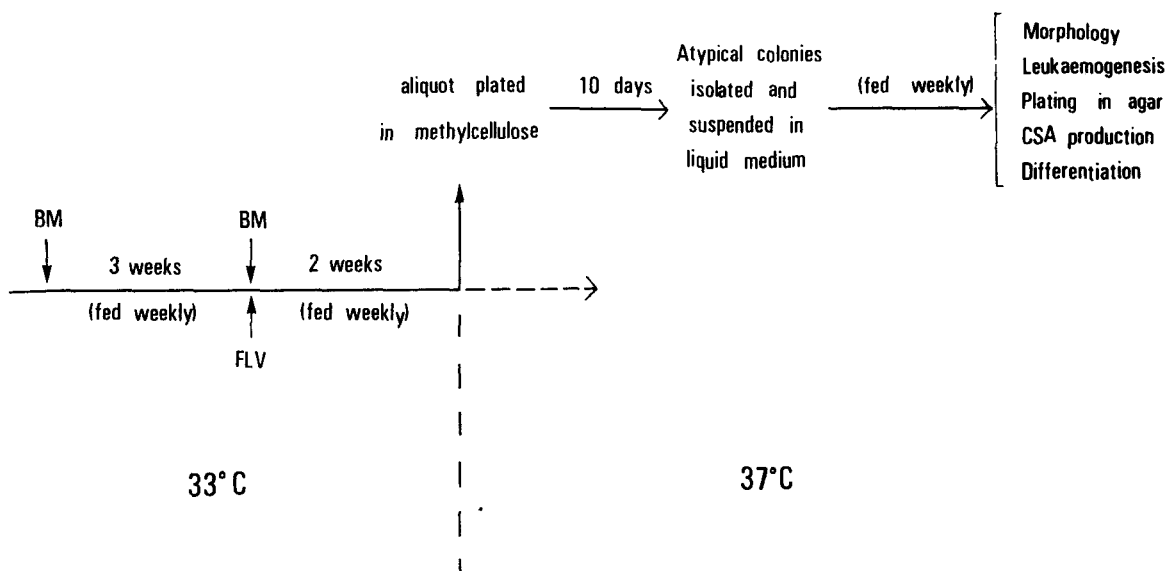 BM
3 weeks
(fed weekly)
BM
FLV
2 weeks
(fed weekly)
aliquot plated
in methylcellulose
10 days
Atypical colonies
isolated and
suspended in
liquid medium
(fed weekly)
Morphology
Leukaemogenesis
Plating in agar
CSA production
Differentiation
33°C
37°C